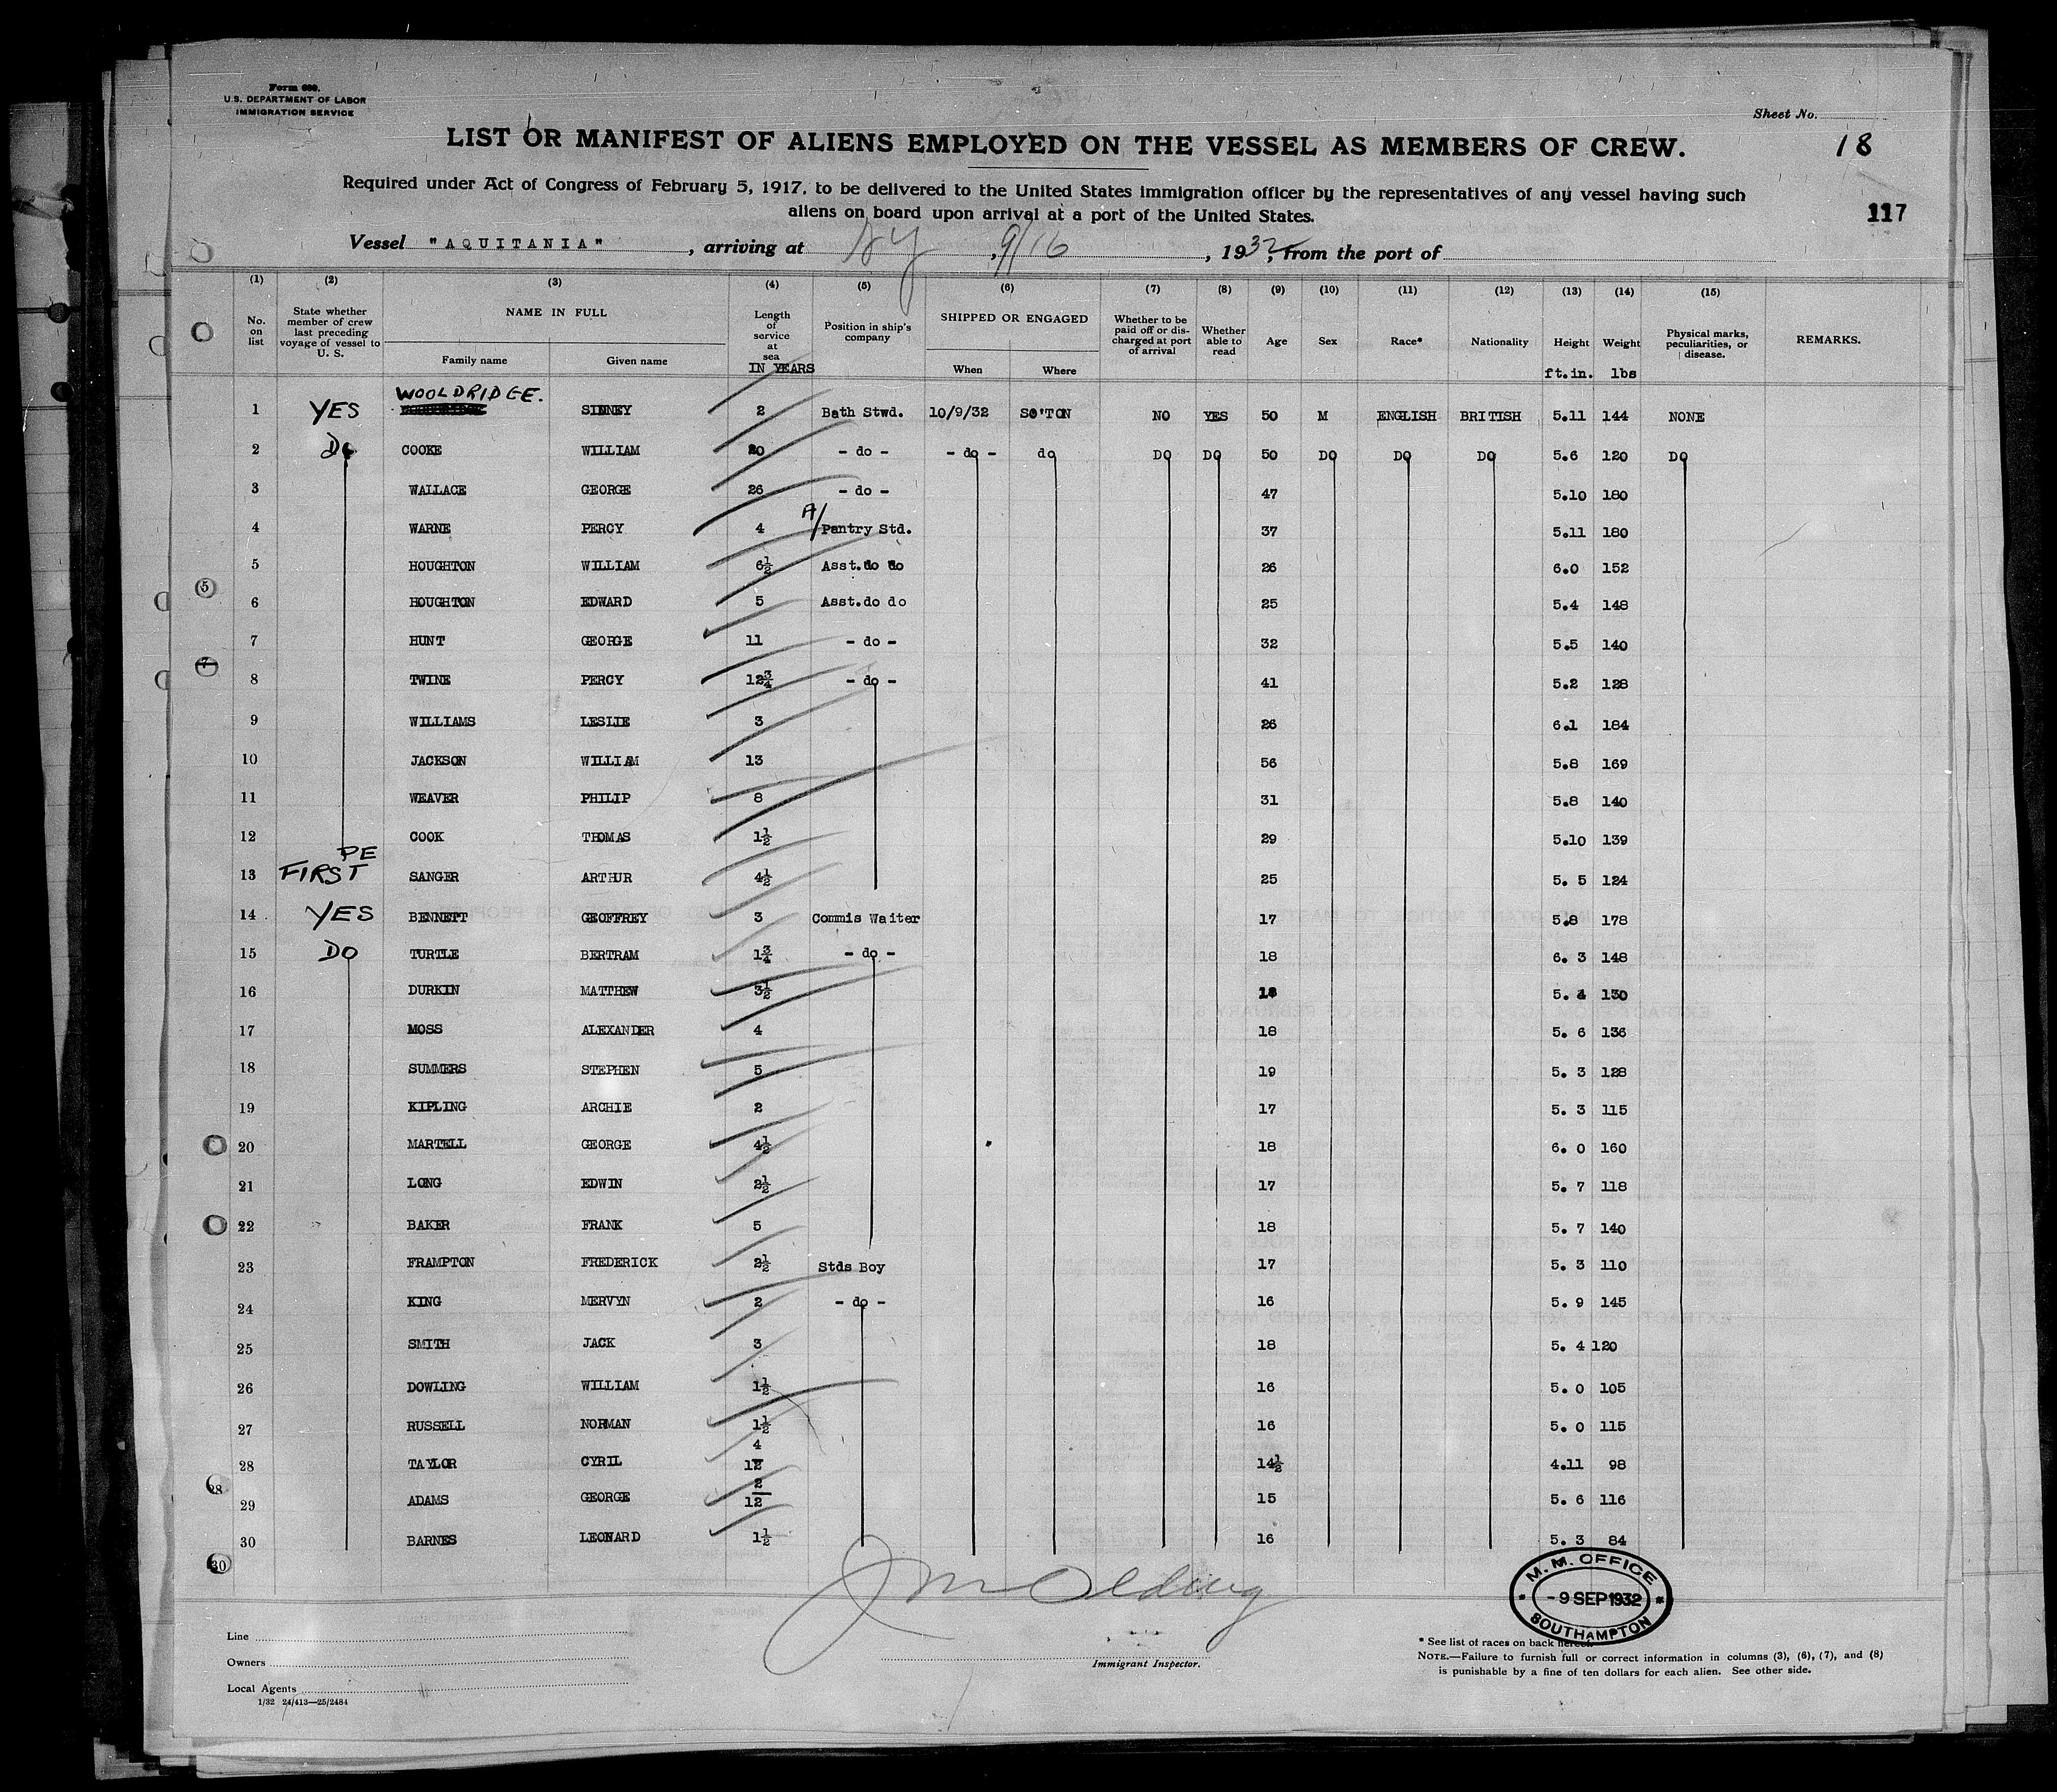 Form 680.
U.S. DEPARTMENT OF LABOR
IMMIGRATION SERVICE
Sheet No.
18
LIST OR MANIFEST OF ALIENS EMPLOYED ON THE VESSEL AS MEMBERS OF CREW.
Required under Act of Congress of February 5, 1917, to be delivered to the United States immigration officer by the representatives of any vessel having such
aliens on board upon arrival at a port of the United States.
117
Vessel "AQUITANIA", arriving at NY, 9/16, 1932, from the port of
(1) (2) (3) (4) (5) (6) (7) (8) (9) (10) (11) (12) (13) (14) (15)
No. on list State whether member of crew last preceding voyage of vessel to U. S. NAME IN FULL Family name Given name Length of service at sea IN YEARS Position in ship's company SHIPPED OR ENGAGED When Where Whether to be paid off or discharged at port of arrival Whether able to read Age Sex Race* Nationality Height ft.in. Weight lbs Physical marks, peculiarities, or disease. REMARKS.
1 YES WOOLDRIDGE. SIDNEY 2 Bath Stwd. 10/9/32 SO'TON NO YES 50 M ENGLISH BRITISH 5.11 144 NONE
2 Do COOKE WILLIAM 20 - do - - do - do DO DO 50 DO DO DO 5.6 120 DO
3 WALLACE GEORGE 26 - do - 47 5.10 180
4 WARNE PERCY 4 A/ Pantry Std. 37 5.11 180
5 HOUGHTON WILLIAM 6½ Asst.do do 26 6.0 152
6 HOUGHTON EDWARD 5 Asst.do do 25 5.4 148
7 HUNT GEORGE 11 - do - 32 5.5 140
8 TWINE PERCY 12¾ - do - 41 5.2 128
9 WILLIAMS LESLIE 3 26 6.1 184
10 JACKSON WILLIAM 13 56 5.8 169
11 WEAVER PHILIP 8 31 5.8 140
12 COOK THOMAS 1½ 29 5.10 139
PE
13 FIRST SANGER ARTHUR 4½ 25 5. 5 124
14 YES BENNETT GEOFFREY 3 Commis Waiter 17 5.8 178
15 DO TURTLE BERTRAM 1¾ - do - 18 6. 3 148
16 DURKIN MATTHEW 3½ 18 5. 4 130
17 MOSS ALEXANDER 4 18 5. 6 136
18 SUMMERS STEPHEN 5 19 5. 3 128
19 KIPLING ARCHIE 2 17 5. 3 115
20 MARTELL GEORGE 4½ 18 6. 0 160
21 LONG EDWIN 2½ 17 5. 7 118
22 BAKER FRANK 5 18 5. 7 140
23 FRAMPTON FREDERICK 2½ Stds Boy 17 5. 3 110
24 KING MERVYN 2 - do - 16 5. 9 145
25 SMITH JACK 3 18 5. 4 120
26 DOWLING WILLIAM 1½ 16 5. 0 105
27 RUSSELL NORMAN 1½ 16 5. 0 115
28 TAYLOR CYRIL 4/12 14½ 4.11 98
29 ADAMS GEORGE 2/12 15 5. 6 116
30 BARNES LEONARD 1½ 16 5. 3 84
M. M. OFFICE
- 9 SEP 1932
SOUTHAMPTON
Line
Owners
Local Agents
1/32 24/413—25/2484
Immigrant Inspector.
* See list of races on back hereof.
NOTE.—Failure to furnish full or correct information in columns (3), (6), (7), and (8)
is punishable by a fine of ten dollars for each alien. See other side.